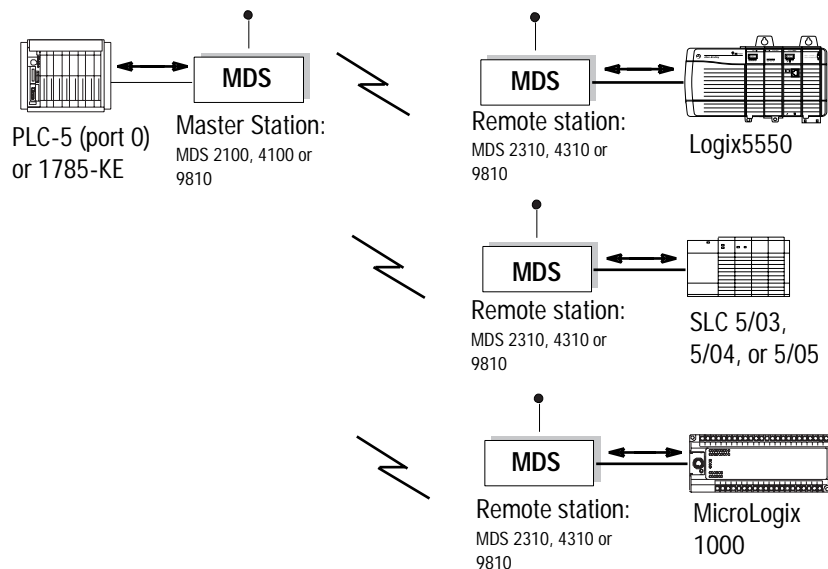 MDS
PLC-5 (port 0)
or 1785-KE
Master Station:
MDS 2100, 4100 or
9810
MDS
Remote station:
MDS 2310, 4310 or
9810
Logix5550
MDS
Remote station:
MDS 2310, 4310 or
9810
SLC 5/03,
5/04, or 5/05
MDS
Remote station:
MDS 2310, 4310 or
9810
MicroLogix
1000